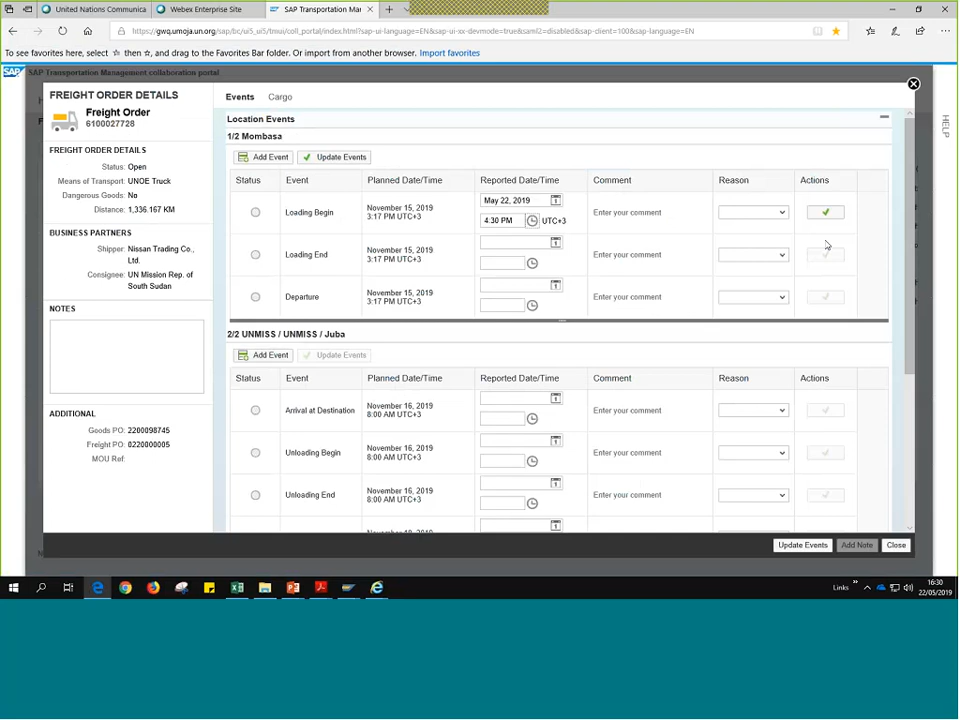 United Nations Communica
Webex Enterprise Site
SAP Transportation Mar
https://gwq.umoja.un.org/sap/bc/ui5_ui5/tmui/coll_portal/index.html?sap-ui-language=EN&sap-ui-xx-devmode=true&saml2=disabled&sap-client=100&sap-language=EN
To see favorites here, select ☆ then ☆, and drag to the Favorites Bar folder. Or import from another browser. Import favorites
SAP Transportation Management collaboration portal
HELP
FREIGHT ORDER DETAILS
Freight Order
6100027728
FREIGHT ORDER DETAILS
Status: Open
Means of Transport: UNOE Truck
Dangerous Goods: No
Distance: 1,336.167 KM
BUSINESS PARTNERS
Shipper: Nissan Trading Co., Ltd.
Consignee: UN Mission Rep. of South Sudan
NOTES
ADDITIONAL
Goods PO: 2200098745
Freight PO: 0220000005
MOU Ref:
Events Cargo
Location Events
1/2 Mombasa
Add Event Update Events
Status Event Planned Date/Time Reported Date/Time Comment Reason Actions
Loading Begin November 15, 2019 3:17 PM UTC+3 May 22, 2019 4:30 PM UTC+3 Enter your comment
Loading End November 15, 2019 3:17 PM UTC+3 Enter your comment
Departure November 15, 2019 3:17 PM UTC+3 Enter your comment
2/2 UNMISS / UNMISS / Juba
Add Event Update Events
Status Event Planned Date/Time Reported Date/Time Comment Reason Actions
Arrival at Destination November 16, 2019 8:00 AM UTC+3 Enter your comment
Unloading Begin November 16, 2019 8:00 AM UTC+3 Enter your comment
Unloading End November 16, 2019 8:00 AM UTC+3 Enter your comment
Update Events Add Note Close
Links
16:30
22/05/2019